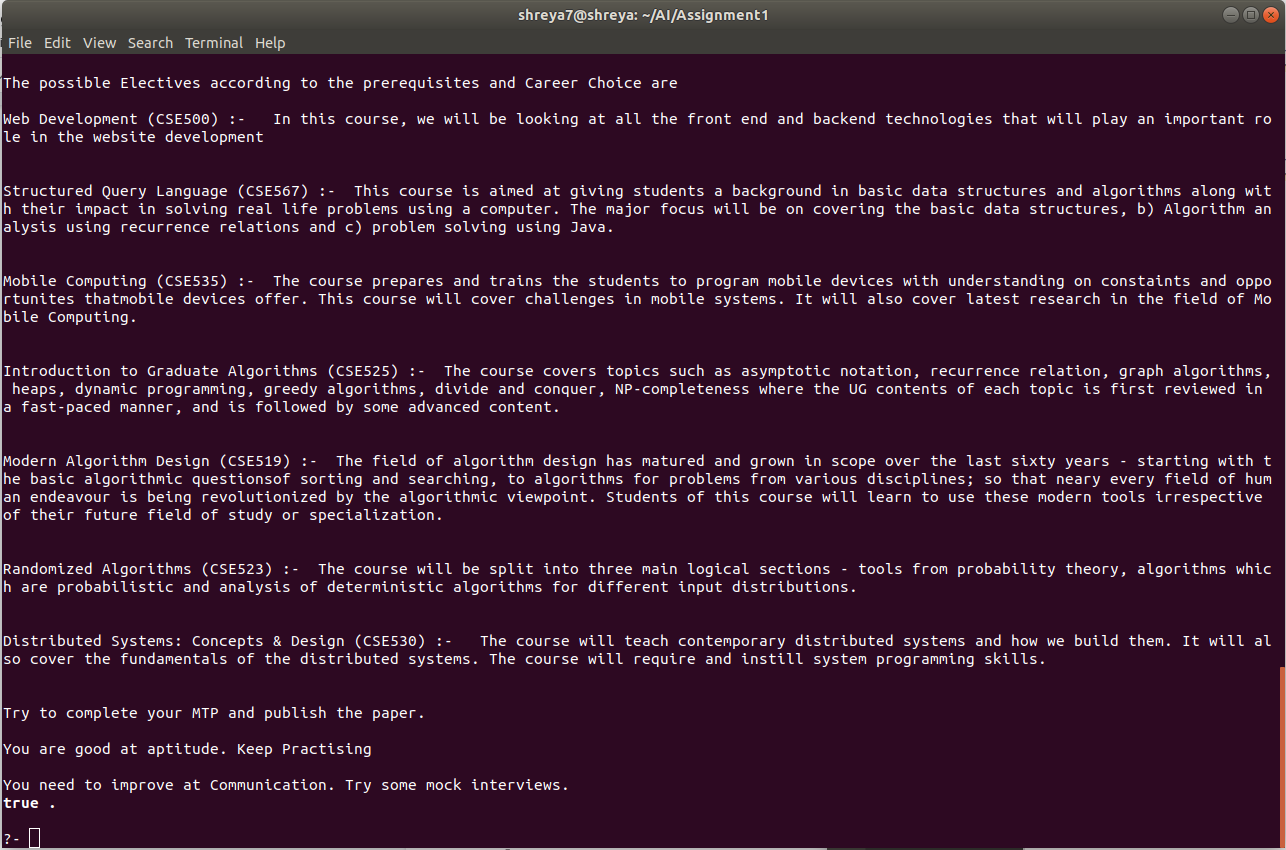 shreya7@shreya: ~/AI/Assignment1
File Edit View Search Terminal Help
The possible Electives according to the prerequisites and Career Choice are
Web Development (CSE500) :-   In this course, we will be looking at all the front end and backend technologies that will play an important ro
le in the website development
Structured Query Language (CSE567) :-  This course is aimed at giving students a background in basic data structures and algorithms along wit
h their impact in solving real life problems using a computer. The major focus will be on covering the basic data structures, b) Algorithm an
alysis using recurrence relations and c) problem solving using Java.
Mobile Computing (CSE535) :-  The course prepares and trains the students to program mobile devices with understanding on constaints and oppo
rtunites thatmobile devices offer. This course will cover challenges in mobile systems. It will also cover latest research in the field of Mo
bile Computing.
Introduction to Graduate Algorithms (CSE525) :-  The course covers topics such as asymptotic notation, recurrence relation, graph algorithms,
 heaps, dynamic programming, greedy algorithms, divide and conquer, NP-completeness where the UG contents of each topic is first reviewed in
a fast-paced manner, and is followed by some advanced content.
Modern Algorithm Design (CSE519) :-  The field of algorithm design has matured and grown in scope over the last sixty years - starting with t
he basic algorithmic questionsof sorting and searching, to algorithms for problems from various disciplines; so that neary every field of hum
an endeavour is being revolutionized by the algorithmic viewpoint. Students of this course will learn to use these modern tools irrespective
of their future field of study or specialization.
Randomized Algorithms (CSE523) :-  The course will be split into three main logical sections - tools from probability theory, algorithms whic
h are probabilistic and analysis of deterministic algorithms for different input distributions.
Distributed Systems: Concepts & Design (CSE530) :-   The course will teach contemporary distributed systems and how we build them. It will al
so cover the fundamentals of the distributed systems. The course will require and instill system programming skills.
Try to complete your MTP and publish the paper.
You are good at aptitude. Keep Practising
You need to improve at Communication. Try some mock interviews.
true .
?-